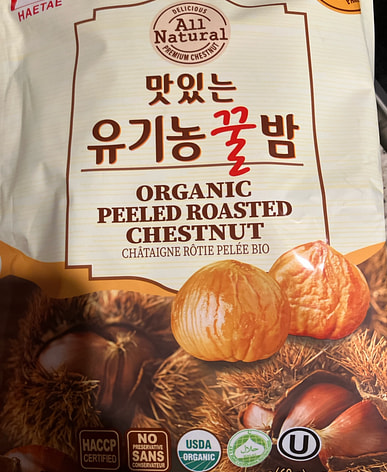 HAETAE
DELICIOUS
All
Natural
PREMIUM CHESTNUT
맛있는
유기농꿀밤
ORGANIC
PEELED ROASTED
CHESTNUT
CHÂTAIGNE RÔTIE PELÉE BIO
HACCP
CERTIFIED
NO
PRESERVATIVE
SANS
CONSERVATEUR
USDA
ORGANIC
حلال
U